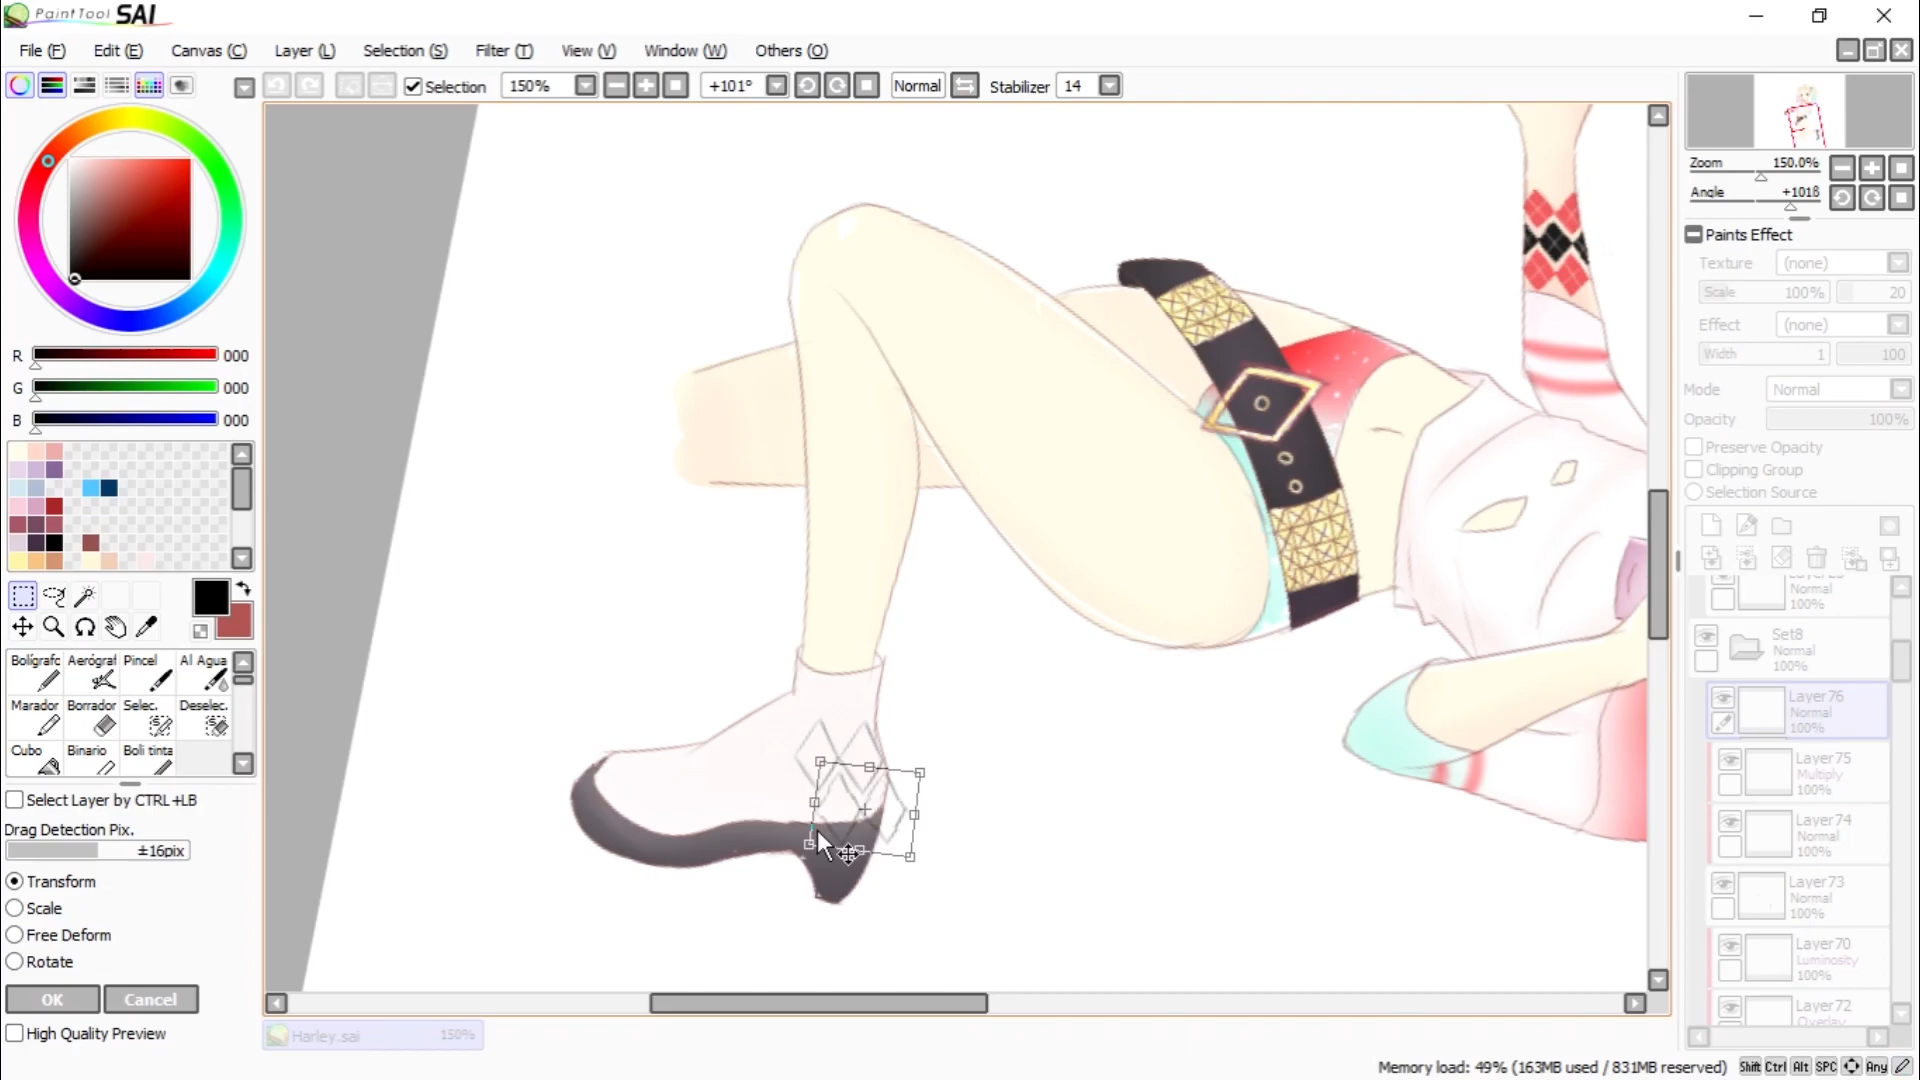 PaintTool SAI
File (F) Edit (E) Canvas (C) Layer (L) Selection (S) Filter (T) View (V) Window (W) Others (O)
Selection 150% +101° Normal Stabilizer 14
Zoom 150.0%
Angle +1018
Paints Effect
Texture (none)
Scale 100% 20
Effect (none)
Width 1 100
Mode Normal
Opacity 100%
Preserve Opacity
Clipping Group
Selection Source
R 000
G 000
B 000
Bolígrafo Aerógraf Pincel Al Agua
Marador Borrador Selec. Deselec.
Cubo Binario Boli tinta
Select Layer by CTRL+LB
Drag Detection Pix.
±16pix
Transform
Scale
Free Deform
Rotate
OK Cancel
High Quality Preview
Normal
100%
Set8
Normal
100%
Layer76
Normal
100%
Layer75
Multiply
100%
Layer74
Normal
100%
Layer73
Normal
100%
Layer70
Luminosity
100%
Layer72
Overlay
Harley.sai 150%
Memory load: 49% (163MB used / 831MB reserved) Shift Ctrl Alt SPC Any